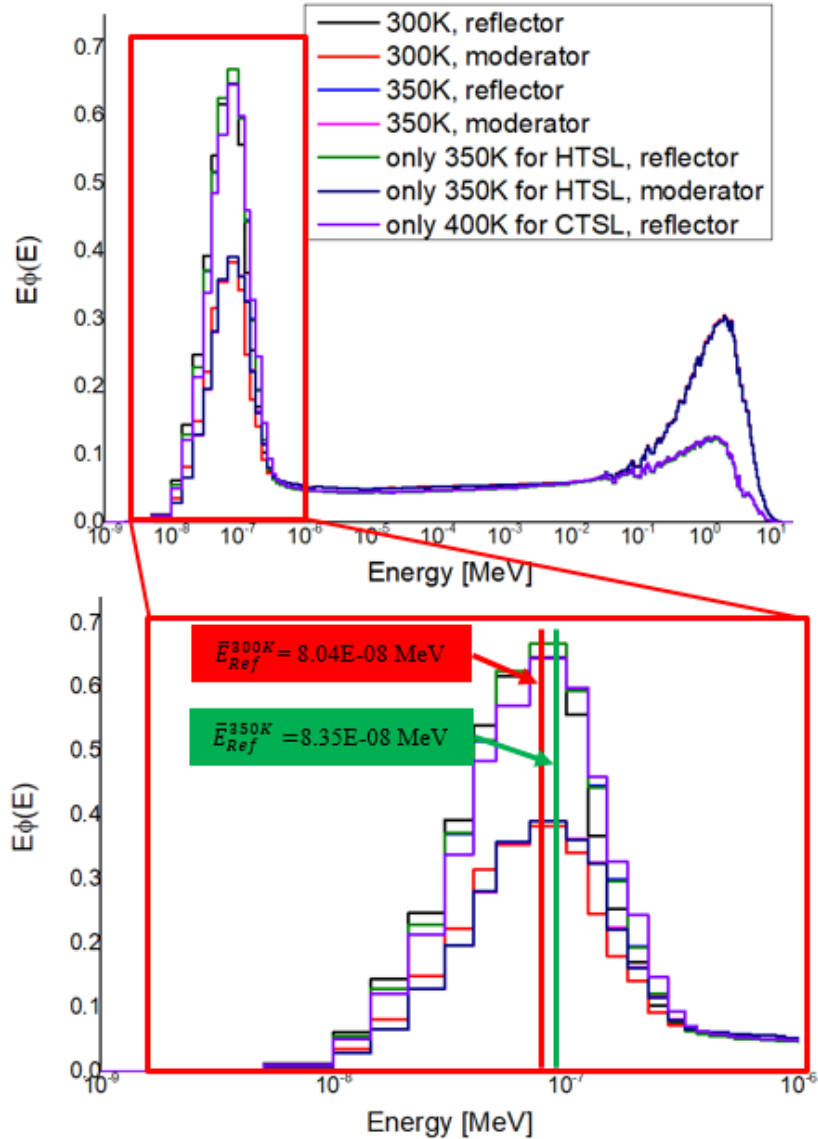 300K, reflector
300K, moderator
350K, reflector
350K, moderator
only 350K for HTSL, reflector
only 350K for HTSL, moderator
only 400K for CTSL, reflector
0.7
0.6
0.5
0.4
0.3
0.2
0.1
0.0
Eϕ(E)
10⁻⁹ 10⁻⁸ 10⁻⁷ 10⁻⁶ 10⁻⁵ 10⁻⁴ 10⁻³ 10⁻² 10⁻¹ 10⁰ 10¹
Energy [MeV]
0.7
0.6
0.5
0.4
0.3
0.2
0.1
0.0
Eϕ(E)
Ē_Ref^300K = 8.04E-08 MeV
Ē_Ref^350K =8.35E-08 MeV
10⁻⁹ 10⁻⁸ 10⁻⁷ 10⁻⁶
Energy [MeV]